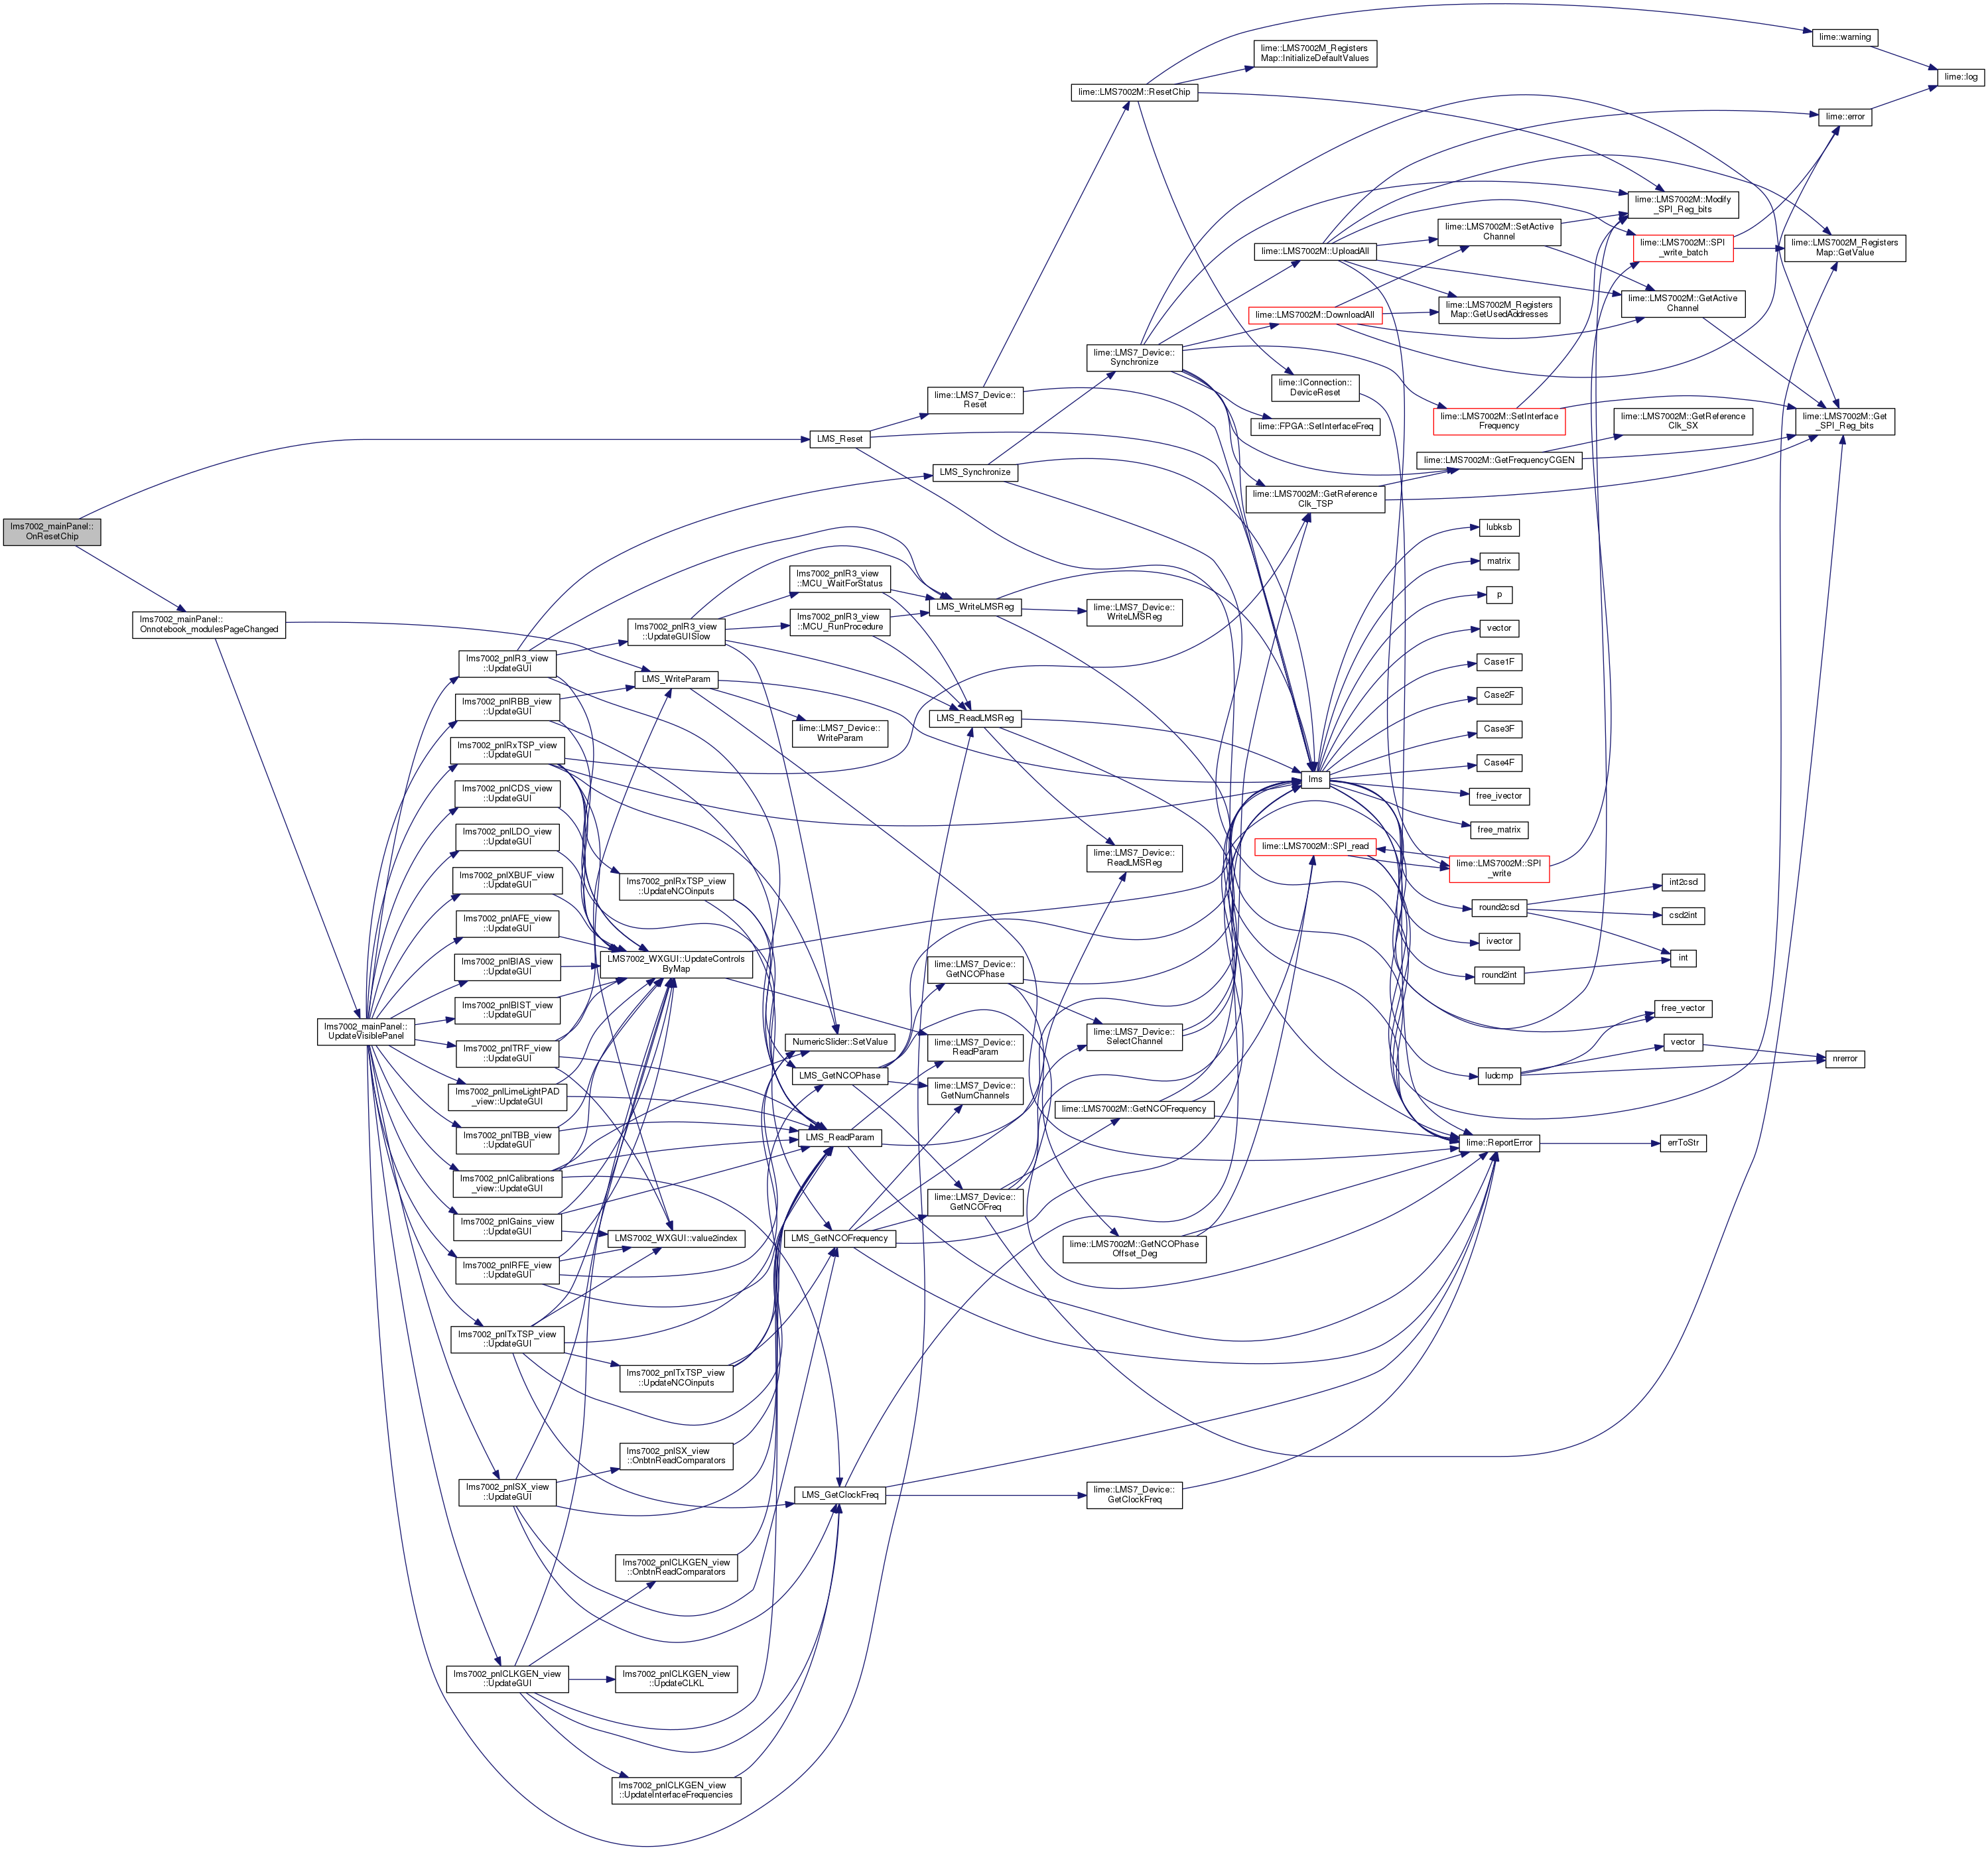 lms7002_mainPanel::
OnResetChip
LMS_Reset
lms7002_mainPanel::
Onnotebook_modulesPageChanged
lms7002_mainPanel::
UpdateVisiblePanel
lms7002_pnlR3_view
::UpdateGUI
lms7002_pnlRBB_view
::UpdateGUI
lms7002_pnlRxTSP_view
::UpdateGUI
lms7002_pnlCDS_view
::UpdateGUI
lms7002_pnlLDO_view
::UpdateGUI
lms7002_pnlXBUF_view
::UpdateGUI
lms7002_pnlAFE_view
::UpdateGUI
lms7002_pnlBIAS_view
::UpdateGUI
lms7002_pnlBIST_view
::UpdateGUI
lms7002_pnlTRF_view
::UpdateGUI
lms7002_pnlLimeLightPAD
_view::UpdateGUI
lms7002_pnlTBB_view
::UpdateGUI
lms7002_pnlCalibrations
_view::UpdateGUI
lms7002_pnlGains_view
::UpdateGUI
lms7002_pnlRFE_view
::UpdateGUI
lms7002_pnlTxTSP_view
::UpdateGUI
lms7002_pnlSX_view
::UpdateGUI
lms7002_pnlCLKGEN_view
::UpdateGUI
lms7002_pnlR3_view
::UpdateGUISlow
LMS_WriteParam
lms7002_pnlRxTSP_view
::UpdateNCOinputs
LMS7002_WXGUI::UpdateControls
ByMap
LMS7002_WXGUI::value2index
lms7002_pnlTxTSP_view
::UpdateNCOinputs
lms7002_pnlSX_view
::OnbtnReadComparators
lms7002_pnlCLKGEN_view
::OnbtnReadComparators
lms7002_pnlCLKGEN_view
::UpdateCLKL
lms7002_pnlCLKGEN_view
::UpdateInterfaceFrequencies
lms7002_pnlR3_view
::MCU_WaitForStatus
lms7002_pnlR3_view
::MCU_RunProcedure
lime::LMS7_Device::
WriteParam
NumericSlider::SetValue
LMS_GetNCOPhase
LMS_ReadParam
LMS_GetNCOFrequency
LMS_GetClockFreq
lime::LMS7_Device::
Reset
LMS_Synchronize
LMS_WriteLMSReg
LMS_ReadLMSReg
lime::LMS7_Device::
GetNCOPhase
lime::LMS7_Device::
ReadParam
lime::LMS7_Device::
GetNumChannels
lime::LMS7_Device::
GetNCOFreq
lime::LMS7002M::ResetChip
lime::LMS7_Device::
Synchronize
lime::LMS7_Device::
WriteLMSReg
lime::LMS7_Device::
ReadLMSReg
lime::LMS7_Device::
SelectChannel
lime::LMS7002M::GetNCOFrequency
lime::LMS7002M::GetNCOPhase
Offset_Deg
lime::LMS7_Device::
GetClockFreq
lime::LMS7002M_Registers
Map::InitializeDefaultValues
lime::LMS7002M::UploadAll
lime::LMS7002M::DownloadAll
lime::IConnection::
DeviceReset
lime::FPGA::SetInterfaceFreq
lime::LMS7002M::GetReference
Clk_TSP
lms
lime::LMS7002M::SPI_read
lime::LMS7002M::SetActive
Channel
lime::LMS7002M_Registers
Map::GetUsedAddresses
lime::LMS7002M::SetInterface
Frequency
lime::LMS7002M::GetFrequencyCGEN
lubksb
matrix
p
vector
Case1F
Case2F
Case3F
Case4F
free_ivector
free_matrix
lime::LMS7002M::SPI
_write
round2csd
ivector
round2int
ludcmp
lime::ReportError
lime::LMS7002M::Modify
_SPI_Reg_bits
lime::LMS7002M::SPI
_write_batch
lime::LMS7002M::GetActive
Channel
lime::LMS7002M::GetReference
Clk_SX
int2csd
csd2int
int
free_vector
vector
errToStr
lime::warning
lime::error
lime::LMS7002M_Registers
Map::GetValue
lime::LMS7002M::Get
_SPI_Reg_bits
nrerror
lime::log